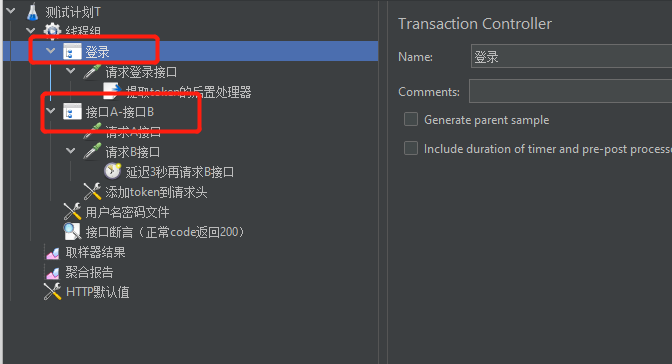 测试计划T
线程组
登录
请求登录接口
提取token的后置处理器
接口A-接口B
请求A接口
请求B接口
延迟3秒再请求B接口
添加token到请求头
用户名密码文件
接口断言（正常code返回200）
取样器结果
聚合报告
HTTP默认值
Transaction Controller
Name: 登录
Comments:
Generate parent sample
Include duration of timer and pre-post processo